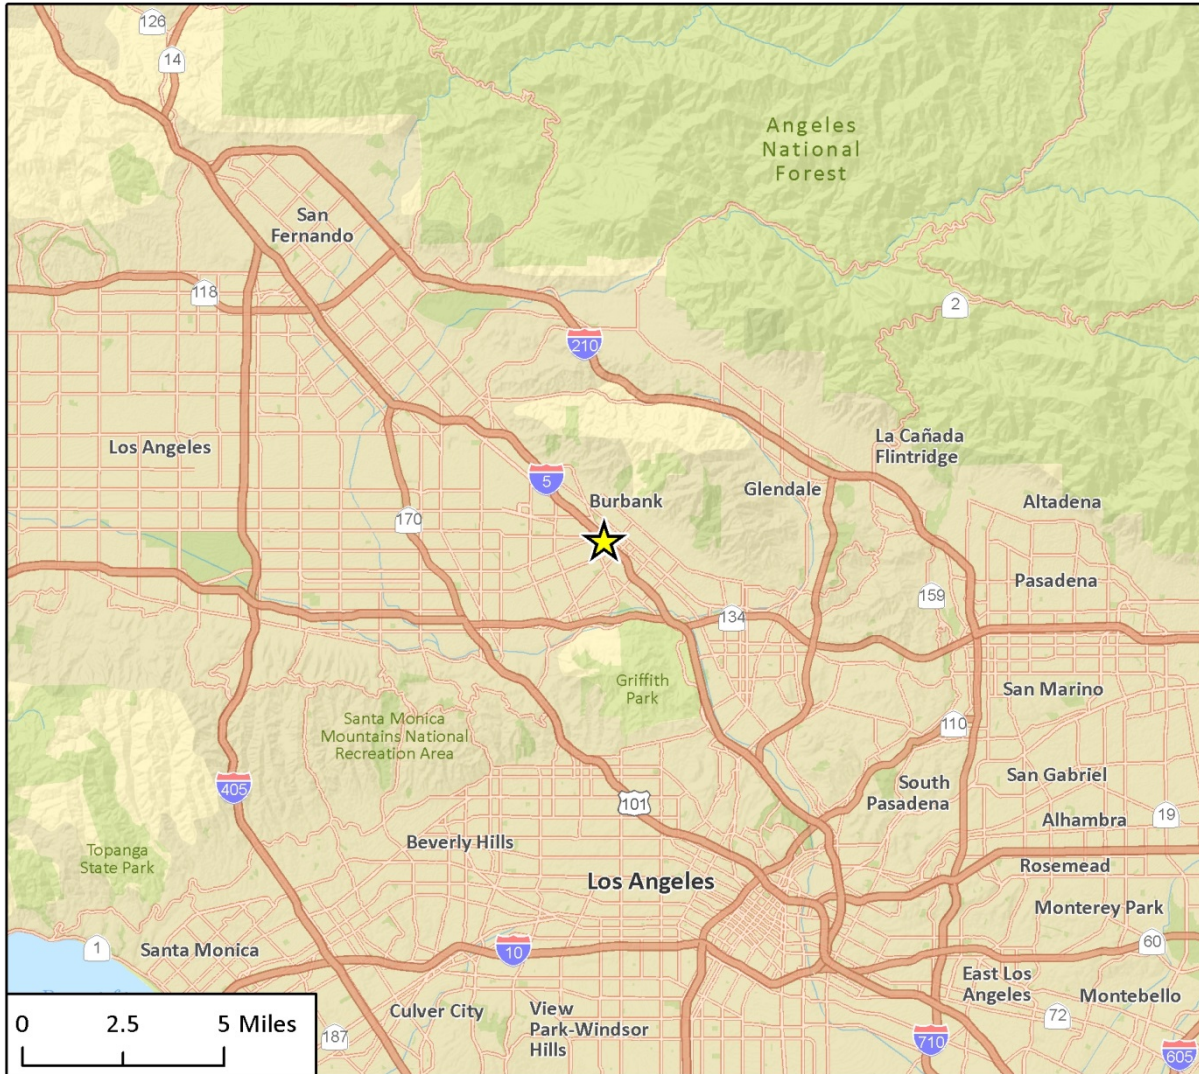 126
14
Angeles
National
Forest
San
Fernando
118
2
210
Los Angeles
La Cañada
Flintridge
5
Glendale
Burbank
Altadena
170
Pasadena
159
134
Griffith
Park
San Marino
Santa Monica
Mountains National
Recreation Area
110
405
South
Pasadena
San Gabriel
101
19
Alhambra
Beverly Hills
Topanga
State Park
Rosemead
Los Angeles
Monterey Park
1
Santa Monica
10
60
East Los
Angeles
Montebello
Culver City
View
Park-Windsor
Hills
72
0 2.5 5 Miles
187
710
605